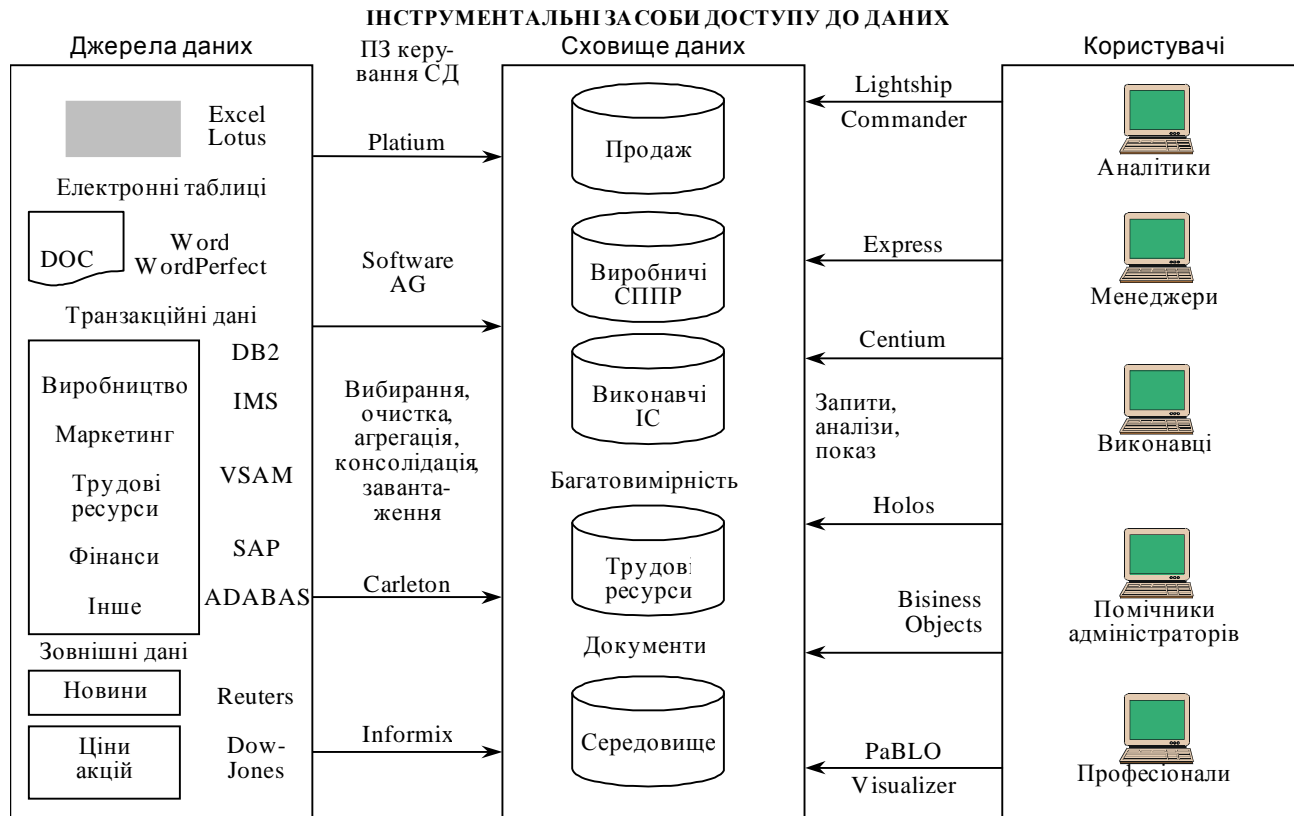 ІНСТРУМЕНТАЛЬНІ ЗАСОБИ ДОСТУПУ ДО ДАНИХ
Джерела даних
ПЗ керу-
вання СД
Сховище даних
Користувачі
Excel
Lotus
Електронні таблиці
DOC
Word
WordPerfect
Транзакційні дані
Виробництво
Маркетинг
Трудові
ресурси
Фінанси
Інше
DB2
IMS
VSAM
SAP
ADABAS
Зовнішні дані
Новини
Reuters
Ціни
акцій
Dow-
Jones
Platium
Software
AG
Вибирання,
очистка,
агрегація,
консолідація,
заванта-
ження
Carleton
Informix
Продаж
Виробничі
СППР
Виконавчі
ІС
Багатовимірність
Трудові
ресурси
Документи
Середовище
Lightship
Commander
Express
Centium
Запити,
аналізи,
показ
Holos
Bisiness
Objects
PaBLO
Visualizer
Аналітики
Менеджери
Виконавці
Помічники
адміністраторів
Професіонали